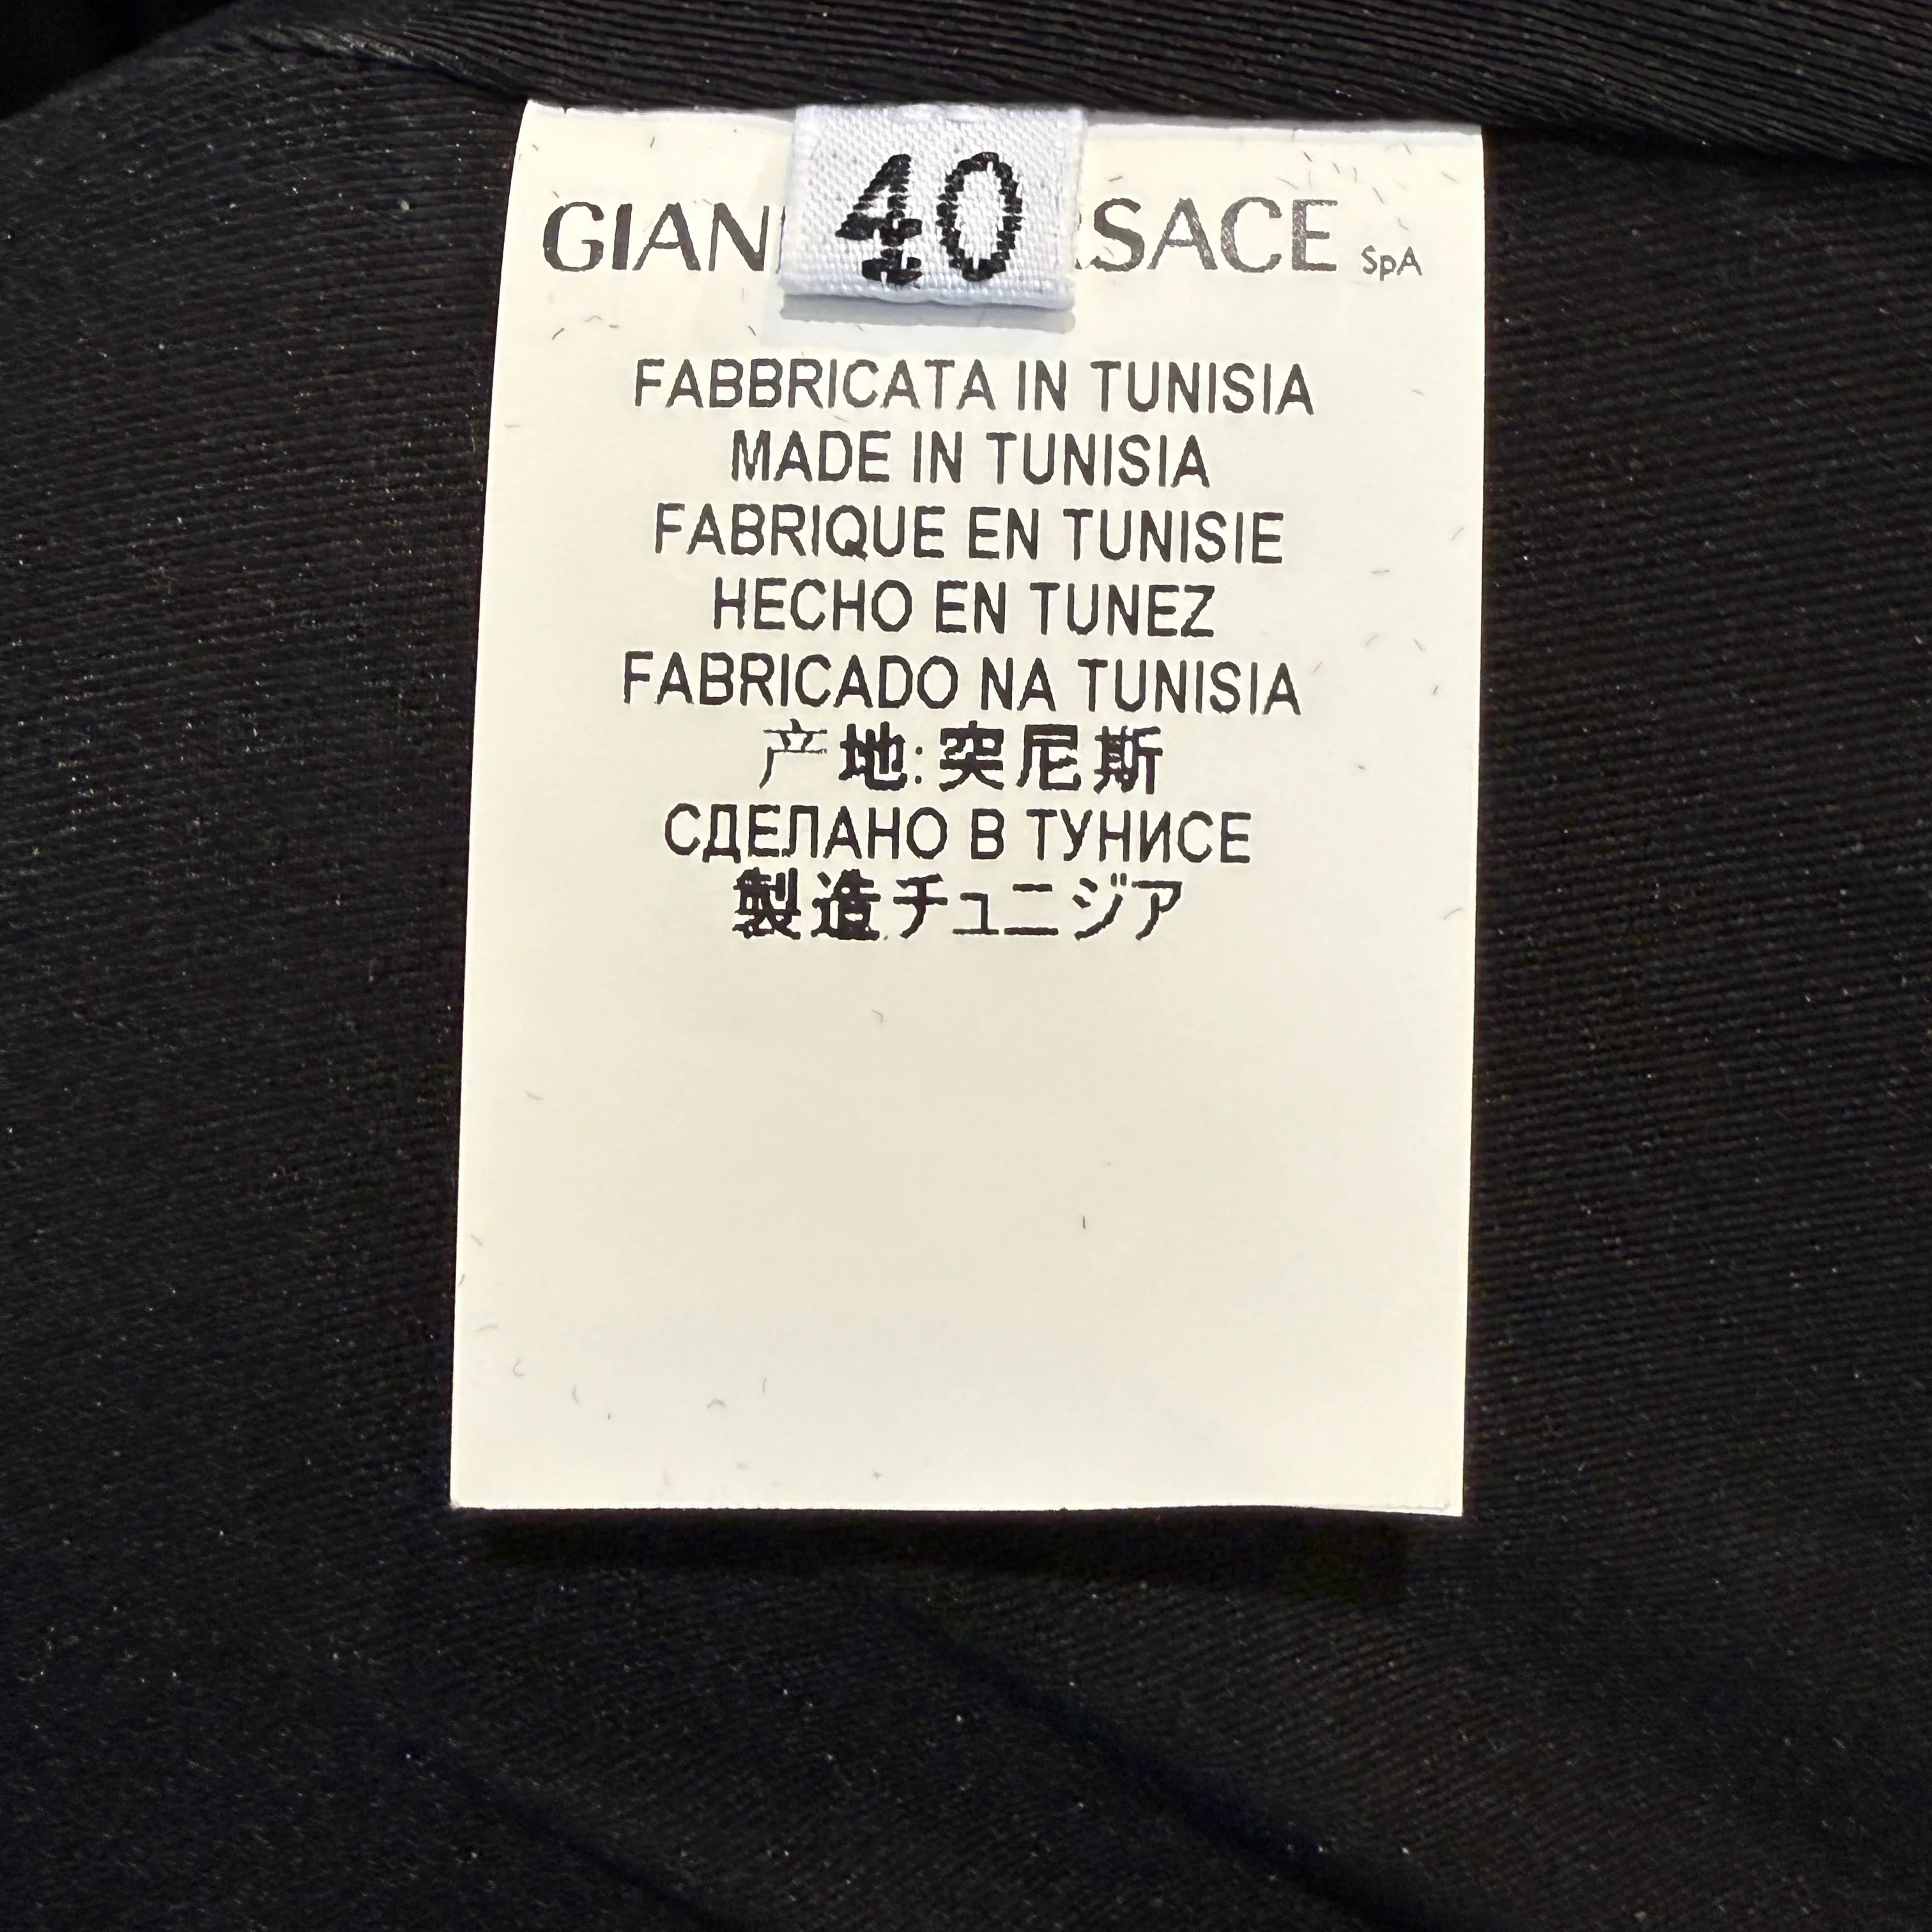 40
GIAN RSACE SpA
FABBRICATA IN TUNISIA
MADE IN TUNISIA
FABRIQUE EN TUNISIE
HECHO EN TUNEZ
FABRICADO NA TUNISIA
产地:突尼斯
СДЕЛАНО В ТУНИСЕ
製造チュニジア